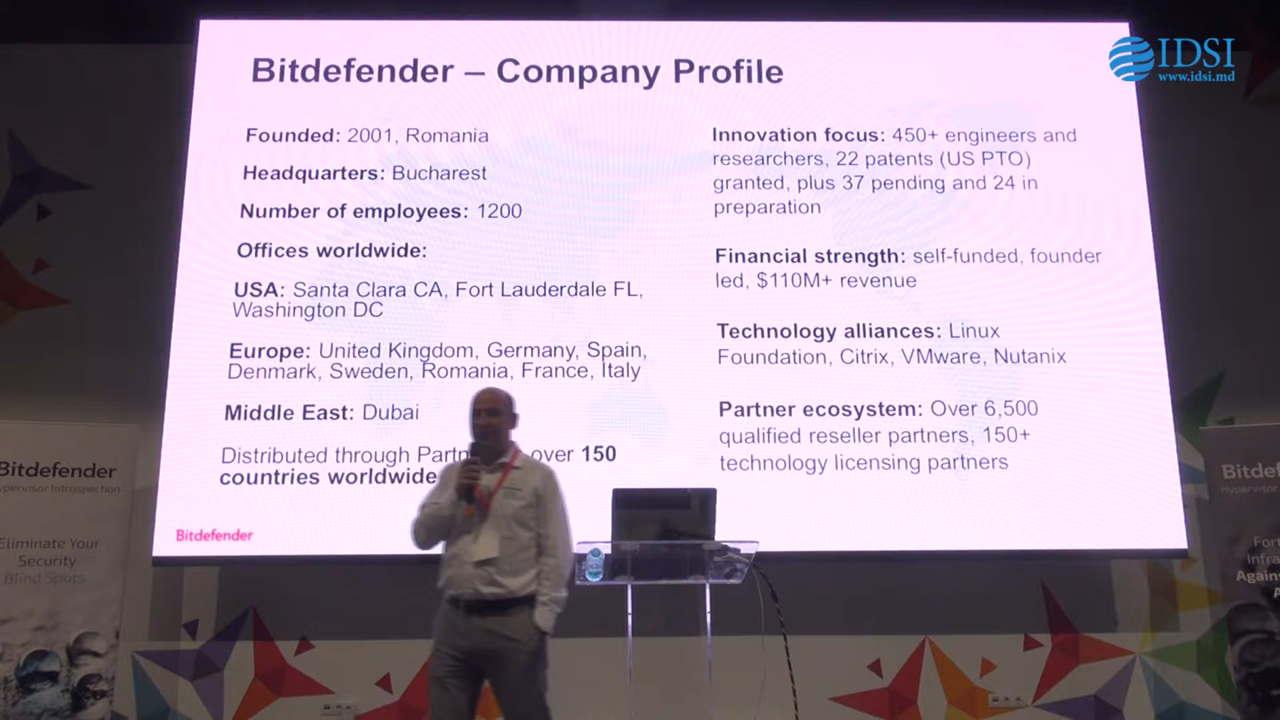 Bitdefender – Company Profile
IDSI
www.idsi.md
Founded: 2001, Romania
Headquarters: Bucharest
Number of employees: 1200
Offices worldwide:
USA: Santa Clara CA, Fort Lauderdale FL,
Washington DC
Europe: United Kingdom, Germany, Spain,
Denmark, Sweden, Romania, France, Italy
Middle East: Dubai
Distributed through over 150
countries worldwide
Bitdefender
Innovation focus: 450+ engineers and
researchers, 22 patents (US PTO)
granted, plus 37 pending and 24 in
preparation
Financial strength: self-funded, founder
led, $110M+ revenue
Technology alliances: Linux
Foundation, Citrix, VMware, Nutanix
Partner ecosystem: Over 6,500
qualified reseller partners, 150+
technology licensing partners
Bitdefender
Introspection
Eliminate Your
Security
Blind Spots